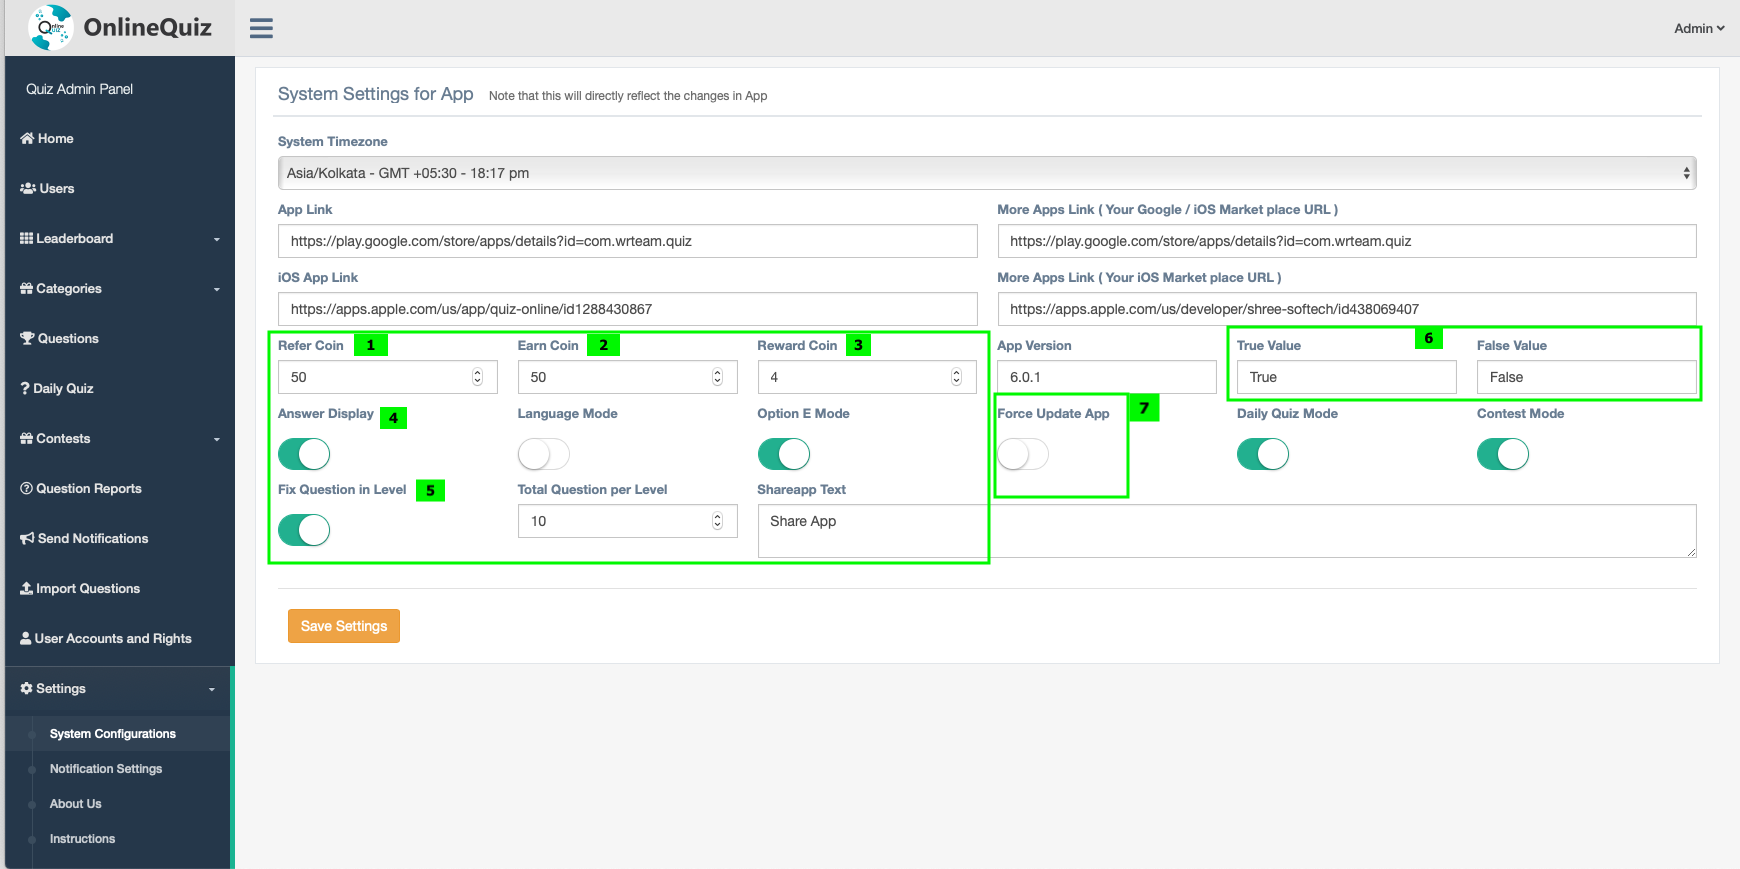 Online Quiz
OnlineQuiz
Admin
Quiz Admin Panel
Home
Users
Leaderboard
Categories
Questions
? Daily Quiz
Contests
Question Reports
Send Notifications
Import Questions
User Accounts and Rights
Settings
System Configurations
Notification Settings
About Us
Instructions
System Settings for App Note that this will directly reflect the changes in App
System Timezone
Asia/Kolkata - GMT +05:30 - 18:17 pm
App Link
More Apps Link ( Your Google / iOS Market place URL )
https://play.google.com/store/apps/details?id=com.wrteam.quiz
https://play.google.com/store/apps/details?id=com.wrteam.quiz
iOS App Link
More Apps Link ( Your iOS Market place URL )
https://apps.apple.com/us/app/quiz-online/id1288430867
https://apps.apple.com/us/developer/shree-softech/id438069407
Refer Coin 1
Earn Coin 2
Reward Coin 3
App Version
True Value 6
False Value
50
50
4
6.0.1
True
False
Answer Display 4
Language Mode
Option E Mode
Force Update App 7
Daily Quiz Mode
Contest Mode
Fix Question in Level 5
Total Question per Level
Shareapp Text
10
Share App
Save Settings